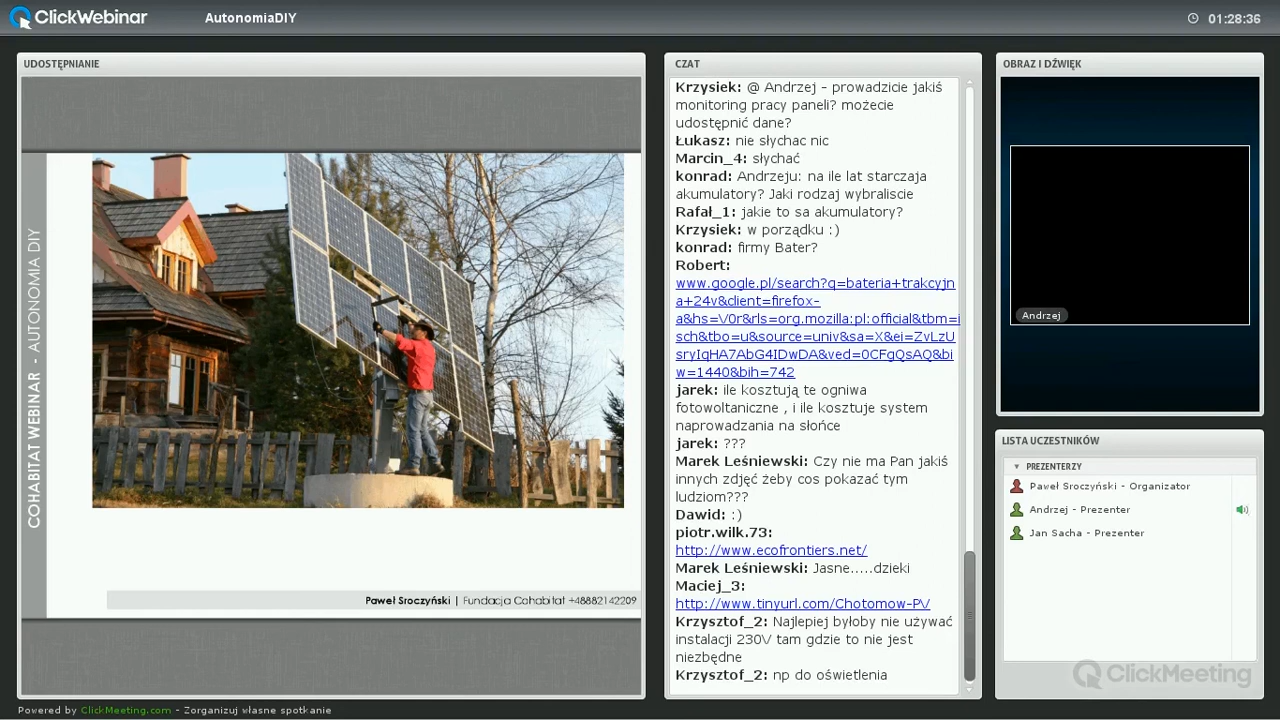 ClickWebinar
AutonomiaDIY
01:28:36
UDOSTĘPNIANIE
COHABITAT WEBINAR - AUTONOMIA DIY
Paweł Sroczyński | Fundacja Cohabitat +48882142209
CZAT
Krzysiek: @ Andrzej - prowadzicie jakiś
monitoring pracy paneli? możecie
udostępnić dane?
Łukasz: nie słychac nic
Marcin_4: słychać
konrad: Andrzeju: na ile lat starczaja
akumulatory? Jaki rodzaj wybraliscie
Rafał_1: jakie to sa akumulatory?
Krzysiek: w porządku :)
konrad: firmy Bater?
Robert:
www.google.pl/search?q=bateria+trakcyjn
a+24v&client=firefox-
a&hs=V0r&rls=org.mozilla:pl:official&tbm=i
sch&tbo=u&source=univ&sa=X&ei=ZvLzU
sryIqHA7AbG4IDwDA&ved=0CFgQsAQ&bi
w=1440&bih=742
jarek: ile kosztują te ogniwa
fotowoltaniczne , i ile kosztuje system
naprowadzania na słońce
jarek: ???
Marek Leśniewski: Czy nie ma Pan jakiś
innych zdjęć żeby cos pokazać tym
ludziom???
Dawid: :)
piotr.wilk.73:
http://www.ecofrontiers.net/
Marek Leśniewski: Jasne.....dzieki
Maciej_3:
http://www.tinyurl.com/Chotomow-PV/
Krzysztof_2: Najlepiej byłoby nie używać
instalacji 230V tam gdzie to nie jest
niezbędne
Krzysztof_2: np do oświetlenia
OBRAZ I DŹWIĘK
Andrzej
LISTA UCZESTNIKÓW
PREZENTERZY
Paweł Sroczyński - Organizator
Andrzej - Prezenter
Jan Sacha - Prezenter
ClickMeeting
Powered by ClickMeeting.com - Zorganizuj własne spotkanie